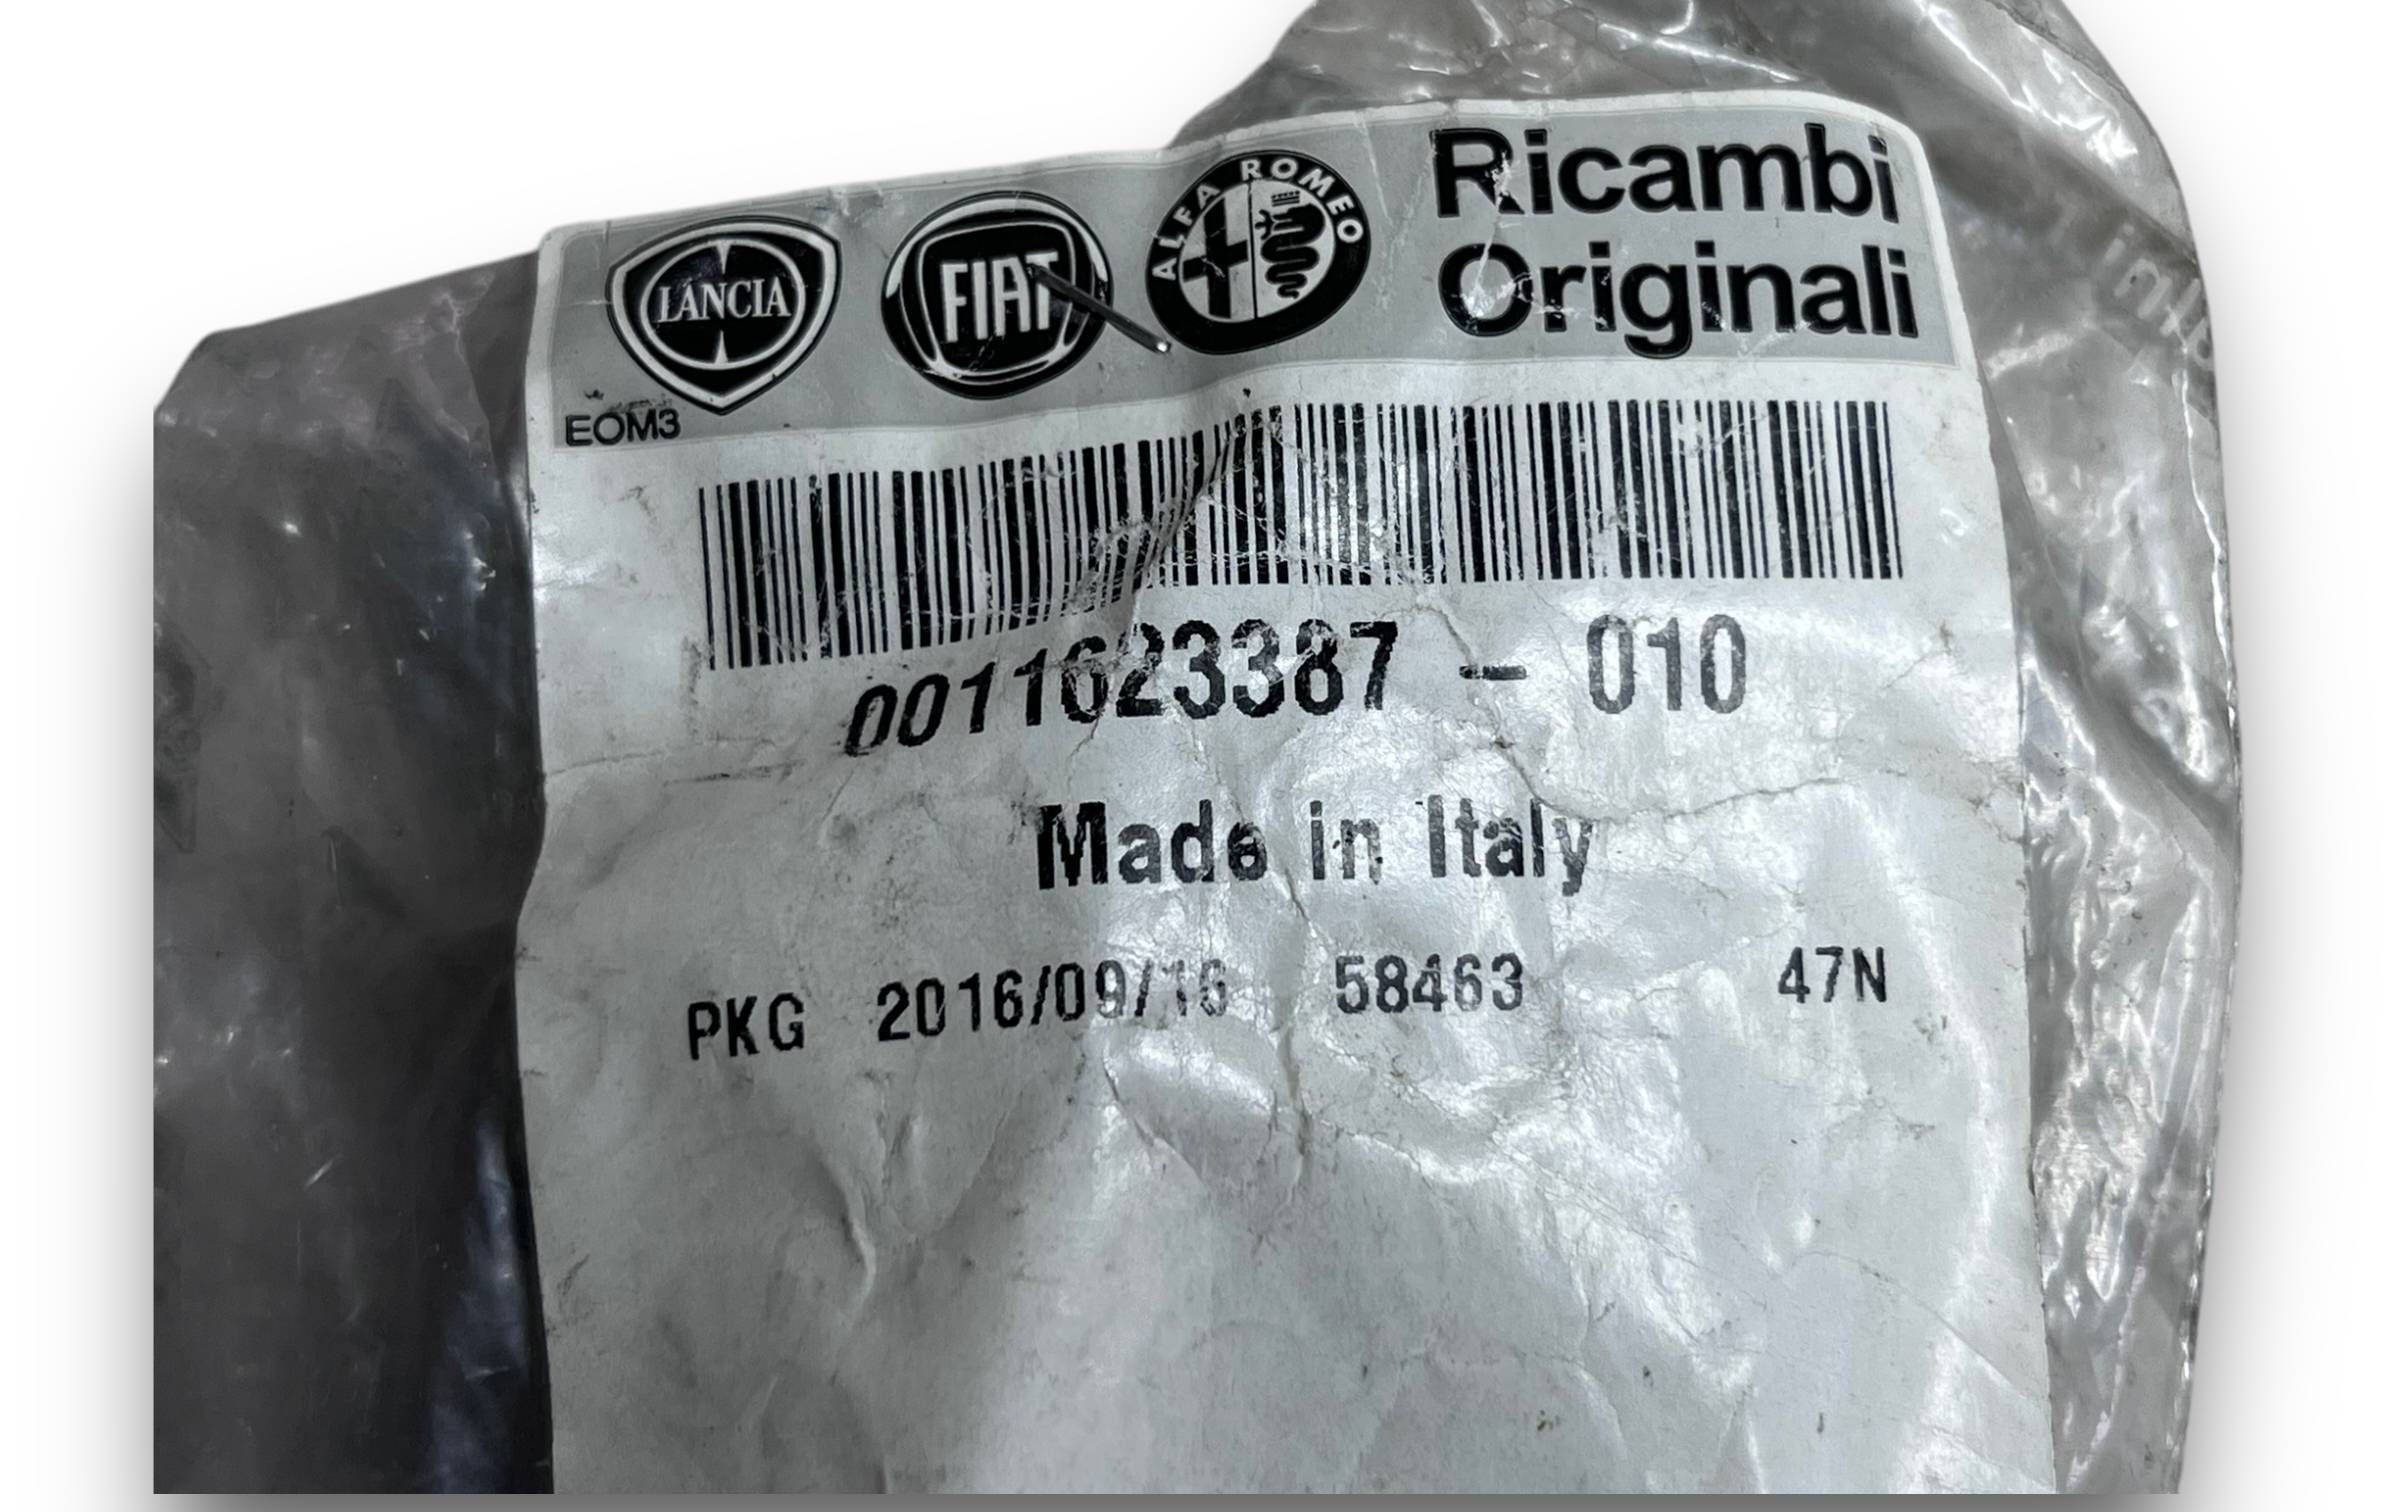 LANCIA
FIAT
ALFA ROMEO
Ricambi
Originali
EOM3
0011623387 - 010
Made in Italy
PKG 2016/09/16 58463 47N